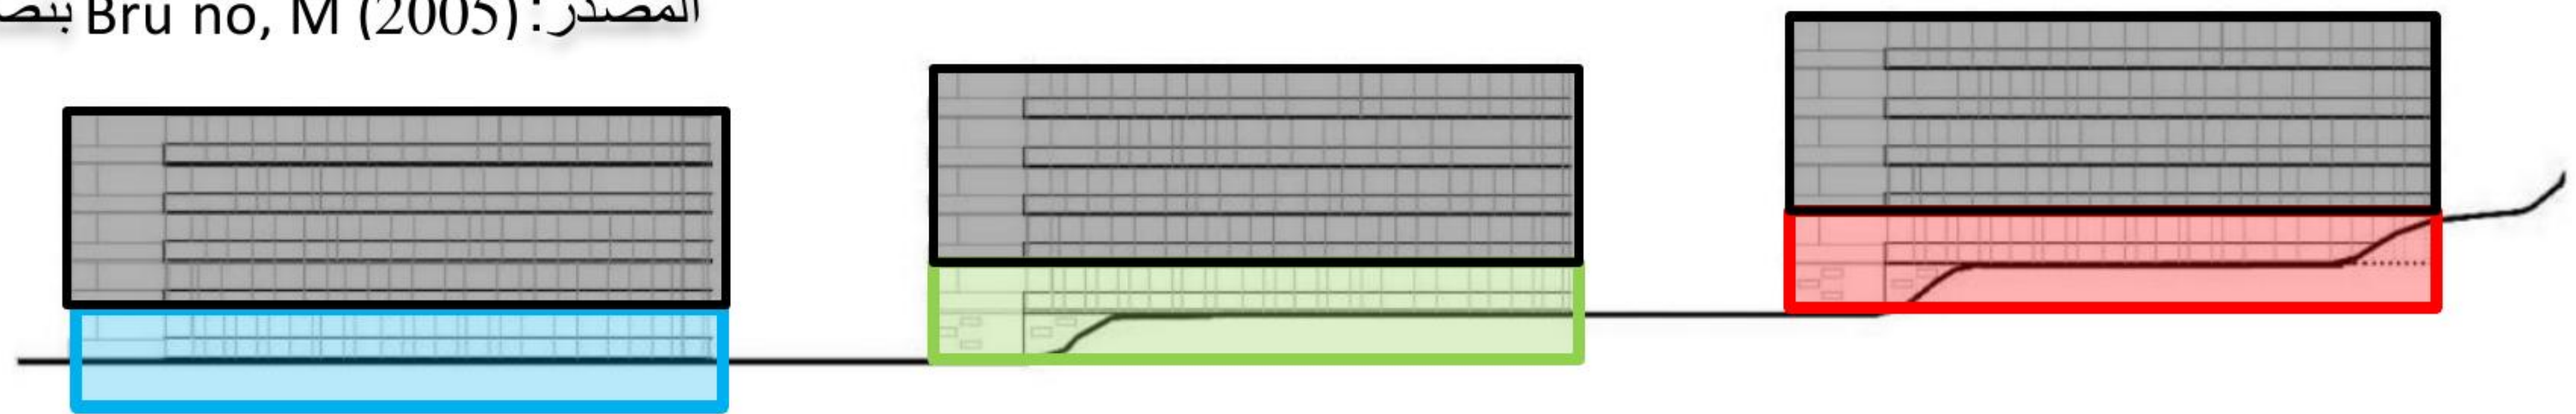 المصدر: Bru no, M (2005)